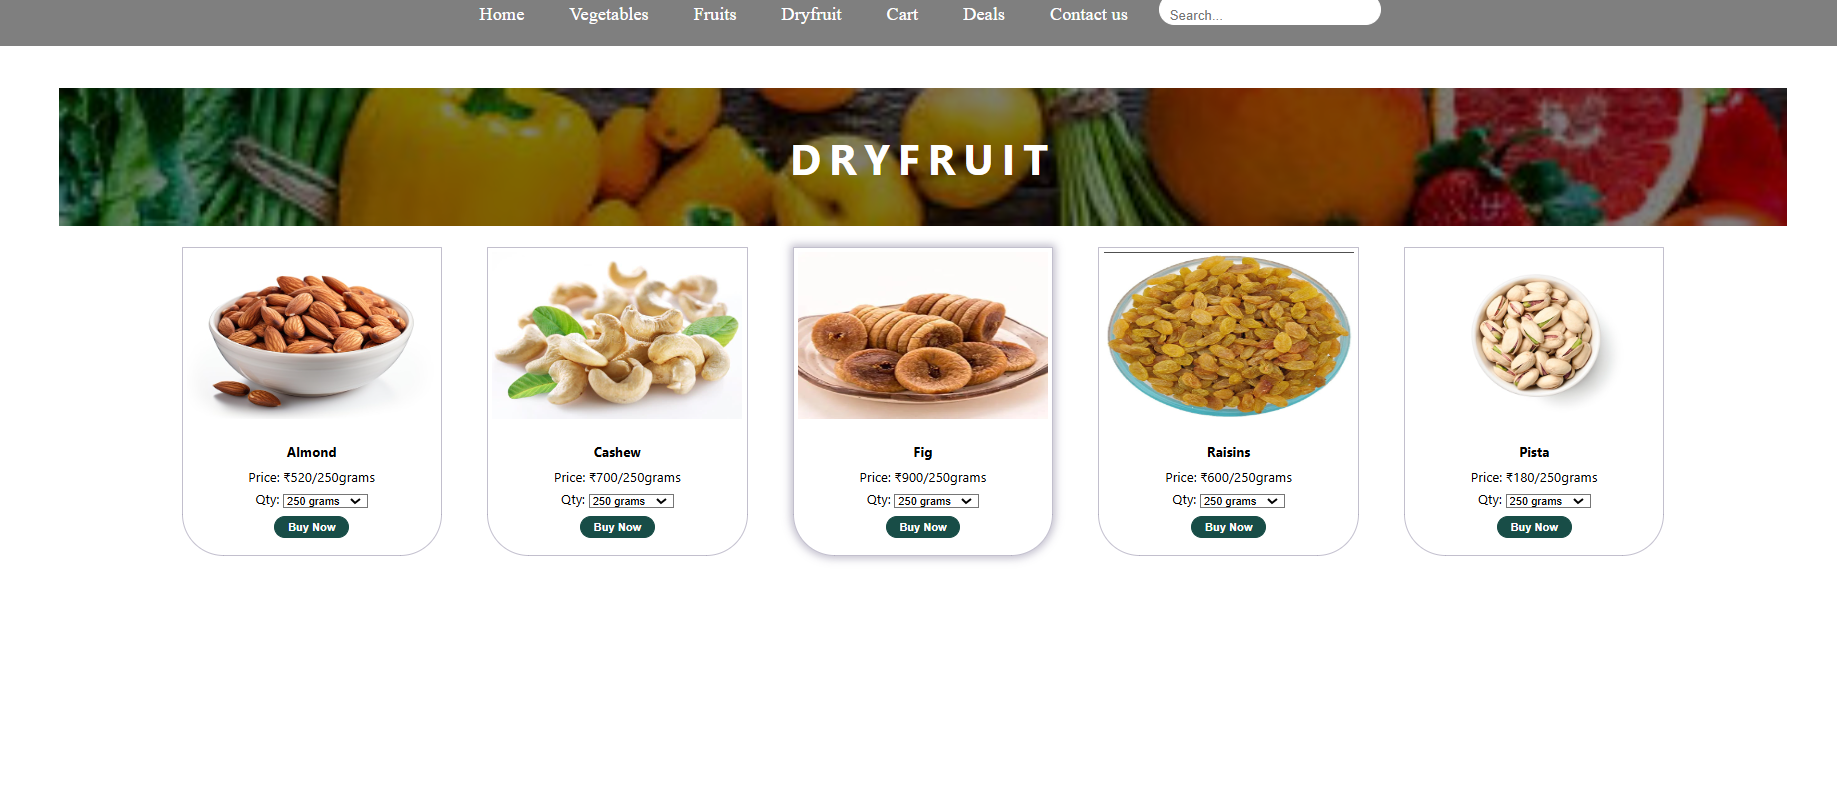 Home Vegetables Fruits Dryfruit Cart Deals Contact us Search...
DRYFRUIT
Almond
Price: ₹520/250grams
Qty: 250 grams
Buy Now
Cashew
Price: ₹700/250grams
Qty: 250 grams
Buy Now
Fig
Price: ₹900/250grams
Qty: 250 grams
Buy Now
Raisins
Price: ₹600/250grams
Qty: 250 grams
Buy Now
Pista
Price: ₹180/250grams
Qty: 250 grams
Buy Now